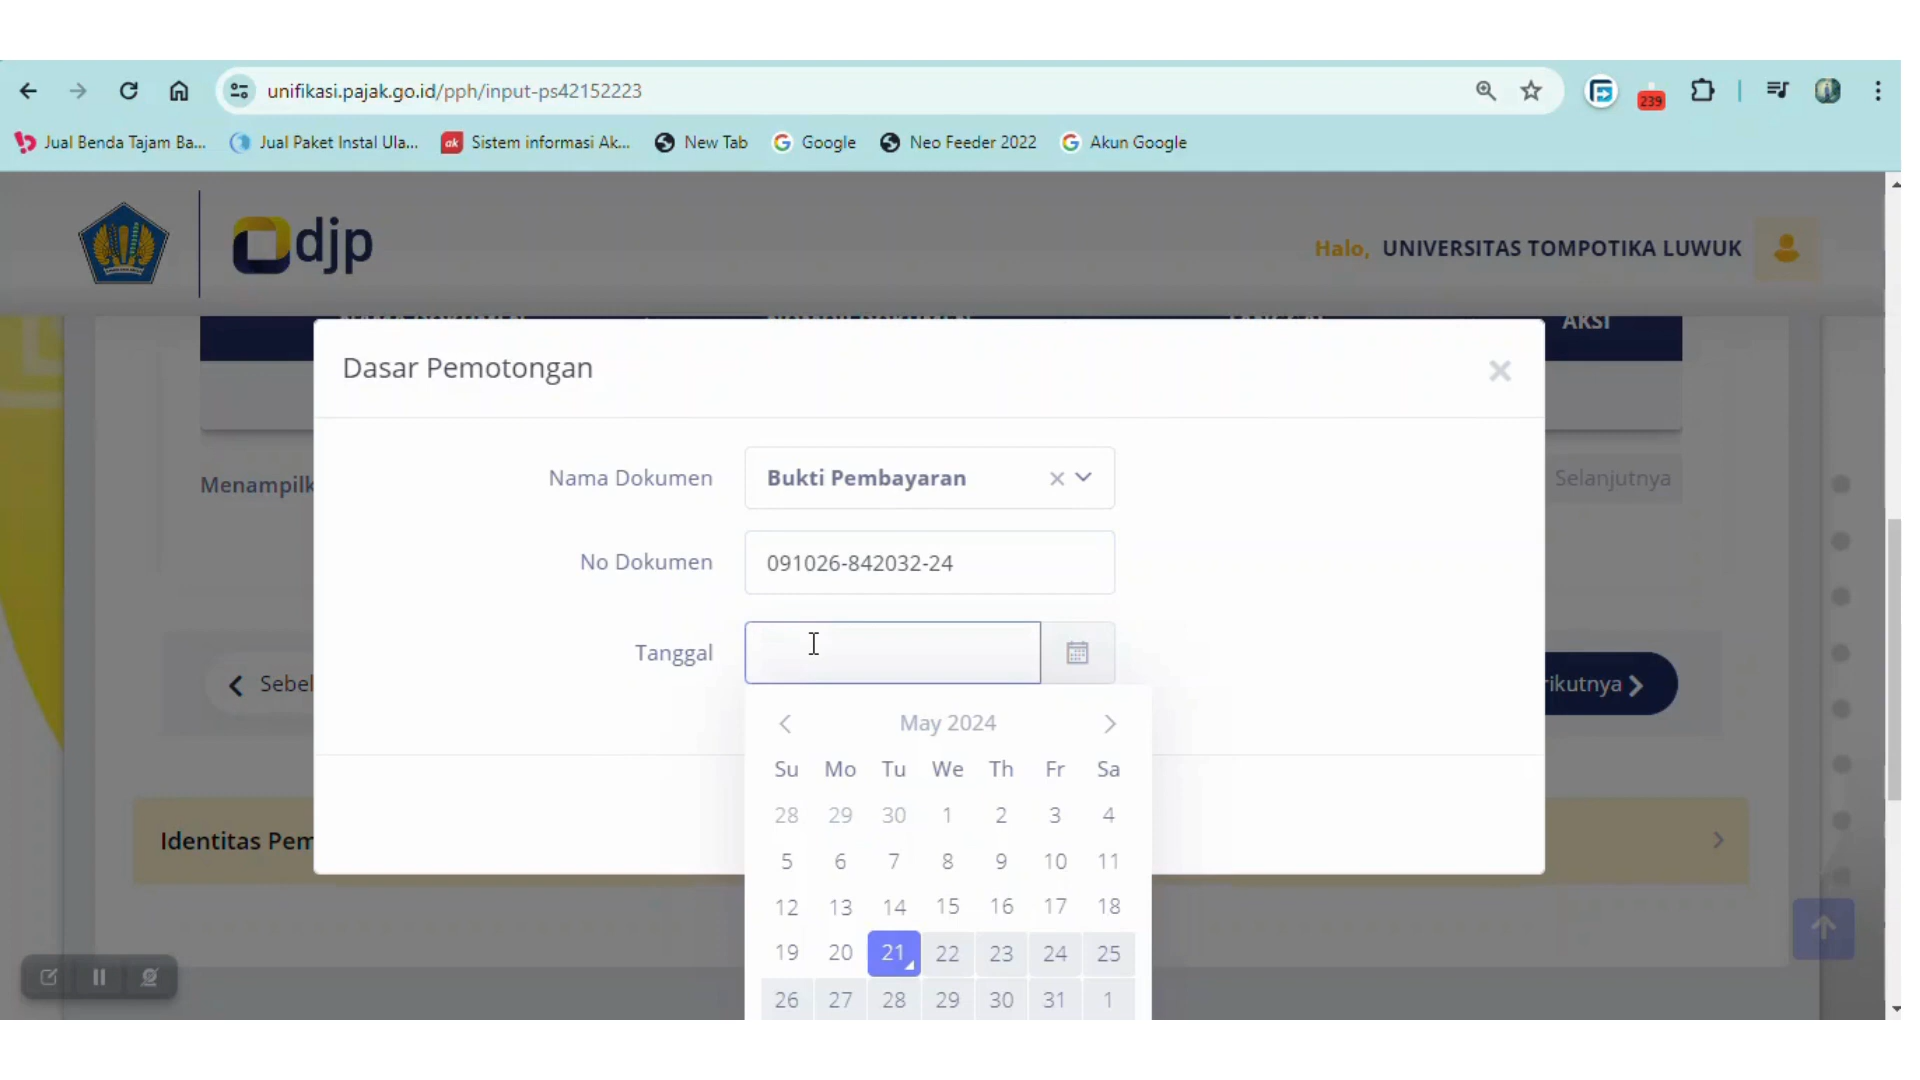 unifikasi.pajak.go.id/pph/input-ps42152223
239
Jual Benda Tajam Ba...
Jual Paket Instal Ula...
ak
Sistem informasi Ak...
New Tab
Google
Neo Feeder 2022
Akun Google
djp
Halo, UNIVERSITAS TOMPOTIKA LUWUK
AKSI
Dasar Pemotongan
Nama Dokumen
Bukti Pembayaran
Menampilk
Selanjutnya
No Dokumen
091026-842032-24
Tanggal
Sebel
rikutnya
May 2024
Su Mo Tu We Th Fr Sa
28 29 30 1 2 3 4
Identitas Pem
5 6 7 8 9 10 11
12 13 14 15 16 17 18
19 20 21 22 23 24 25
26 27 28 29 30 31 1